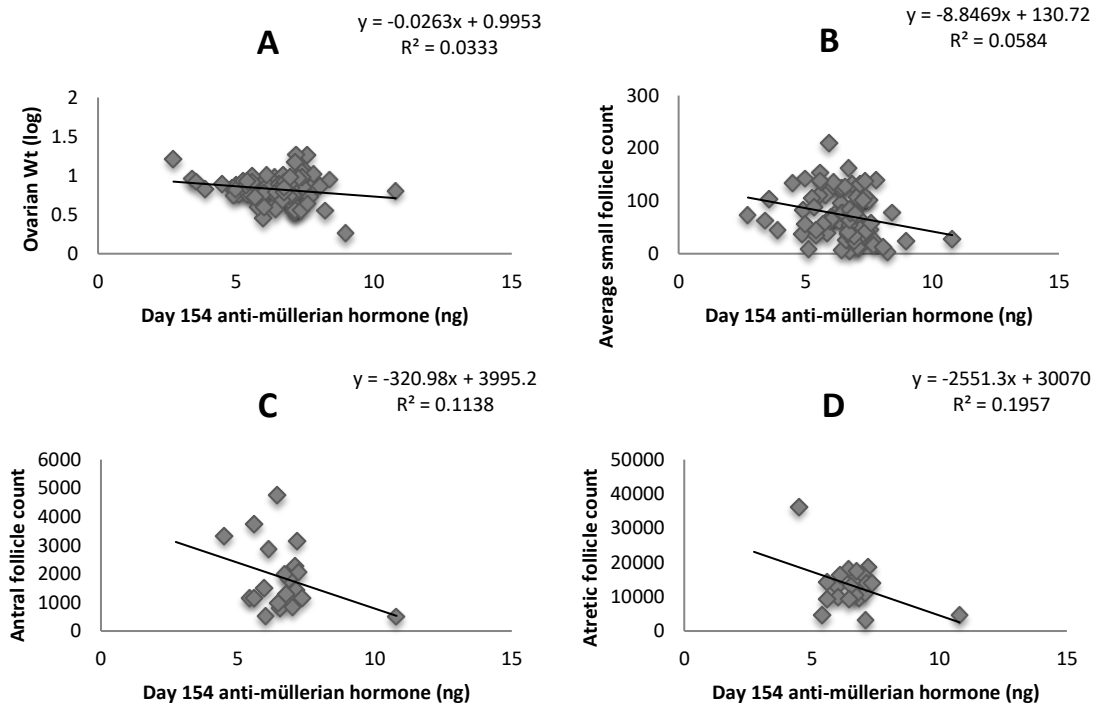 y = -0.0263x + 0.9953
R² = 0.0333
A
Ovarian Wt (log)
2
1.5
1
0.5
0
0 5 10 15
Day 154 anti-müllerian hormone (ng)
y = -8.8469x + 130.72
R² = 0.0584
B
Average small follicle count
300
200
100
0
0 5 10 15
Day 154 anti-müllerian hormone (ng)
y = -320.98x + 3995.2
R² = 0.1138
C
Antral follicle count
6000
5000
4000
3000
2000
1000
0
0 5 10 15
Day 154 anti-müllerian hormone (ng)
y = -2551.3x + 30070
R² = 0.1957
D
Atretic follicle count
50000
40000
30000
20000
10000
0
0 5 10 15
Day 154 anti-müllerian hormone (ng)